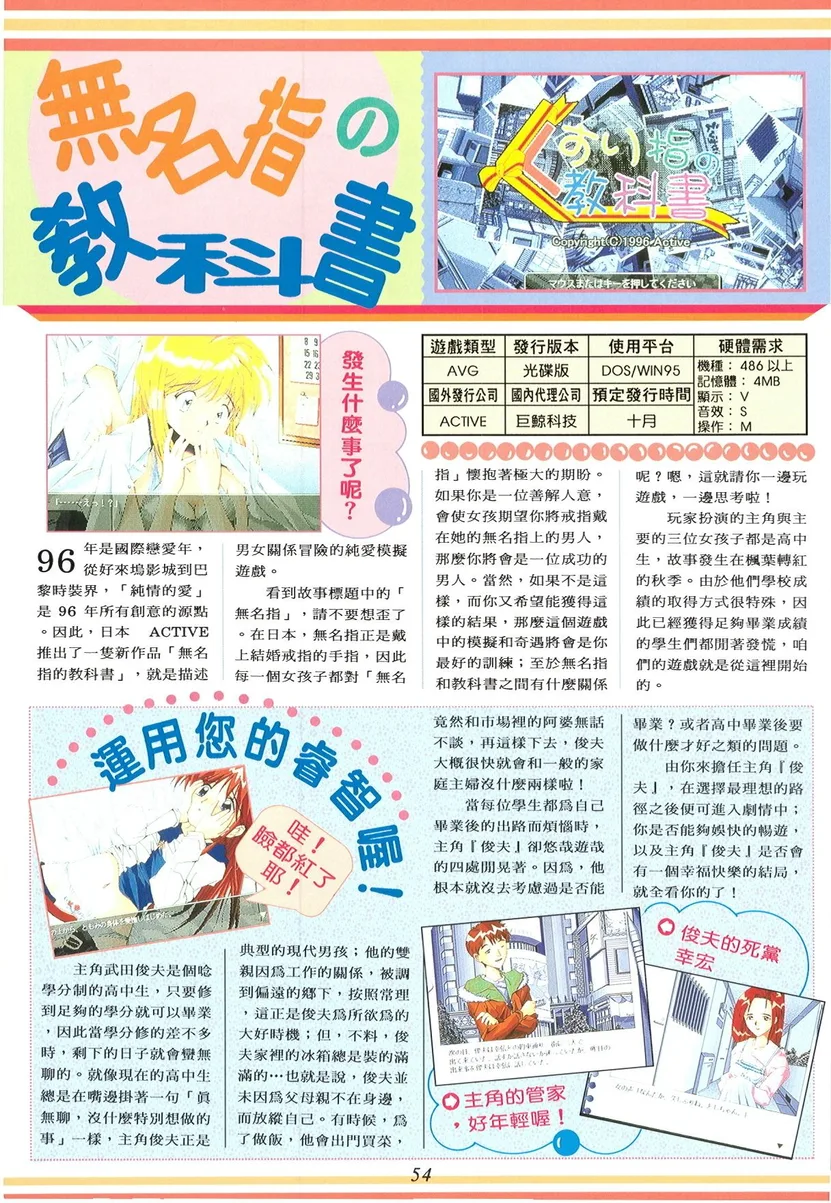 無名指の
教科書
くすり指の
教科書
Copyright(C)1996 Active
マウスまたはキーを押してください
發生什麼事了呢?
「……えっ!?」
遊戲類型 發行版本 使用平台 硬體需求
AVG 光碟版 DOS/WIN95
機種:486以上
記憶體:4MB
顯示:V
音效:S
操作:M
國外發行公司 國內代理公司 預定發行時間
ACTIVE 巨鯨科技 十月
96年是國際戀愛年,
從好來塢影城到巴
黎時裝界,「純情的愛」
是 96 年所有創意的源點
。因此,日本 ACTIVE
推出了一隻新作品「無名
指的教科書」,就是描述
男女關係冒險的純愛模擬
遊戲。
看到故事標題中的「
無名指」,請不要想歪了
。在日本,無名指正是戴
上結婚戒指的手指,因此
每一個女孩子都對「無名
指」懷抱著極大的期盼。
如果你是一位善解人意,
會使女孩期望你將戒指戴
在她的無名指上的男人,
那麼你將會是一位成功的
男人。當然,如果不是這
樣,而你又希望能獲得這
樣的結果,那麼這個遊戲
中的模擬和奇遇將會是你
最好的訓練;至於無名指
和教科書之間有什麼關係
呢?嗯,這就請你一邊玩
遊戲,一邊思考啦!
玩家扮演的主角與主
要的三位女孩子都是高中
生,故事發生在楓葉轉紅
的秋季。由於他們學校成
績的取得方式很特殊,因
此已經獲得足夠畢業成績
的學生們都閒著發慌,咱
們的遊戲就是從這裡開始
的。
運用您的睿智喔!
哇!
臉都紅了
耶!
の上から、ともみの身体を愛撫しはじめた。
主角武田俊夫是個唸
學分制的高中生,只要修
到足夠的學分就可以畢業
,因此當學分修的差不多
時,剩下的日子就會變無
聊的。就像現在的高中生
總是在嘴邊掛著一句「眞
無聊,沒什麼特別想做的
事」一樣,主角俊夫正是
典型的現代男孩;他的雙
親因爲工作的關係,被調
到偏遠的鄉下,按照常理
,這正是俊夫爲所欲爲的
大好時機;但,不料,俊
夫家裡的冰箱總是裝的滿
滿的…也就是說,俊夫並
未因爲父母親不在身邊,
而放縱自己。有時候,爲
了做飯,他會出門買菜,
竟然和市場裡的阿婆無話
不談,再這樣下去,俊夫
大概很快就會和一般的家
庭主婦沒什麼兩樣啦!
當每位學生都爲自己
畢業後的出路而煩惱時,
主角『俊夫』卻悠哉遊哉
的四處閒晃著。因爲,他
根本就沒去考慮過是否能
畢業?或者高中畢業後要
做什麼才好之類的問題。
由你來擔任主角『俊
夫』,在選擇最理想的路
徑之後便可進入劇情中;
你是否能夠娛快的暢遊,
以及主角『俊夫』是否會
有一個幸福快樂的結局,
就全看你的了!
俊夫的死黨
幸宏
主角的管家
,好年輕喔!
54